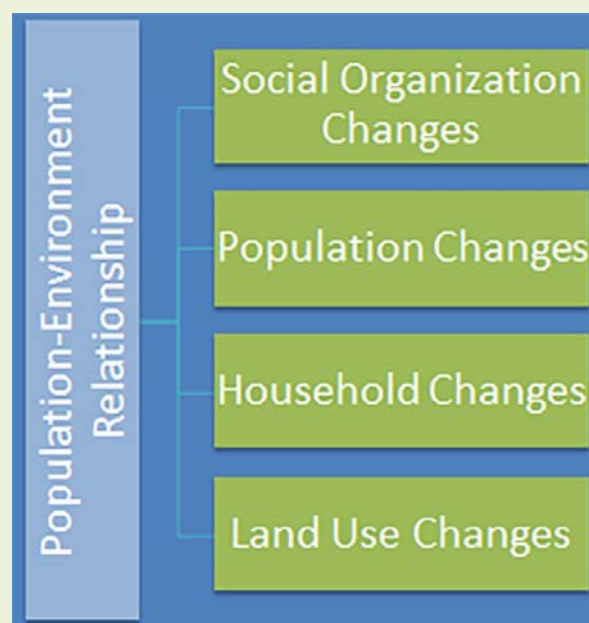 Population-Environment
Relationship
Social Organization
Changes
Population Changes
Household Changes
Land Use Changes